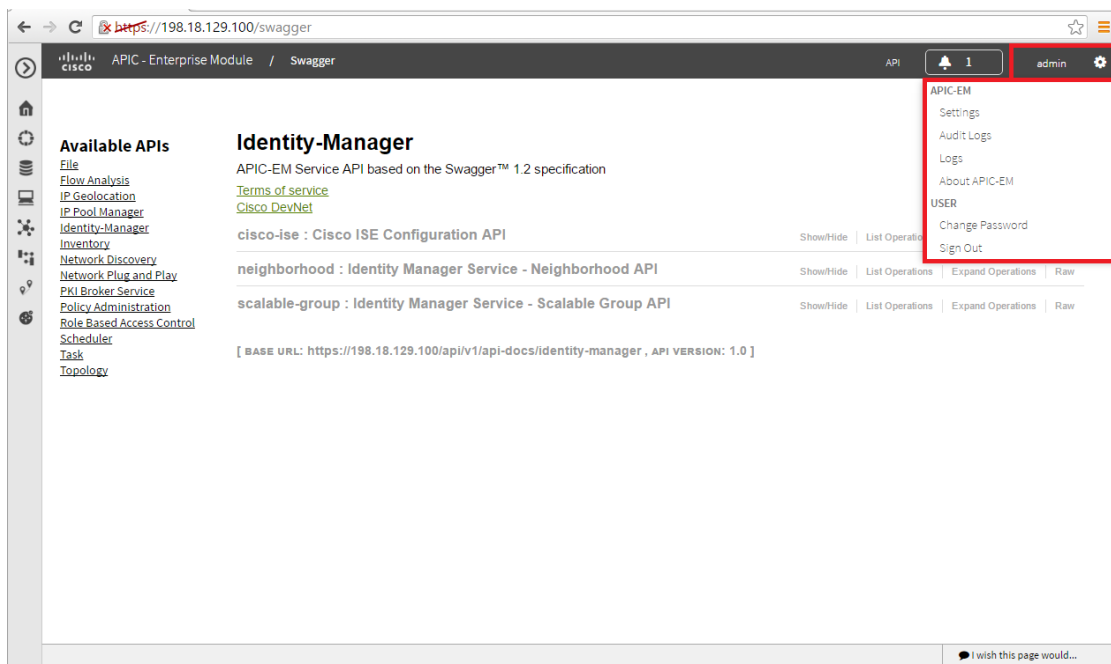 https://198.18.129.100/swagger
cisco APIC - Enterprise Module / Swagger API 1 admin
APIC-EM
Settings
Audit Logs
Logs
About APIC-EM
USER
Change Password
Sign Out
Available APIs
File
Flow Analysis
IP Geolocation
IP Pool Manager
Identity-Manager
Inventory
Network Discovery
Network Plug and Play
PKI Broker Service
Policy Administration
Role Based Access Control
Scheduler
Task
Topology
Identity-Manager
APIC-EM Service API based on the Swagger™ 1.2 specification
Terms of service
Cisco DevNet
cisco-ise : Cisco ISE Configuration API Show/Hide List Operatio
neighborhood : Identity Manager Service - Neighborhood API Show/Hide List Operations Expand Operations Raw
scalable-group : Identity Manager Service - Scalable Group API Show/Hide List Operations Expand Operations Raw
[ BASE URL: https://198.18.129.100/api/v1/api-docs/identity-manager , API VERSION: 1.0 ]
I wish this page would...